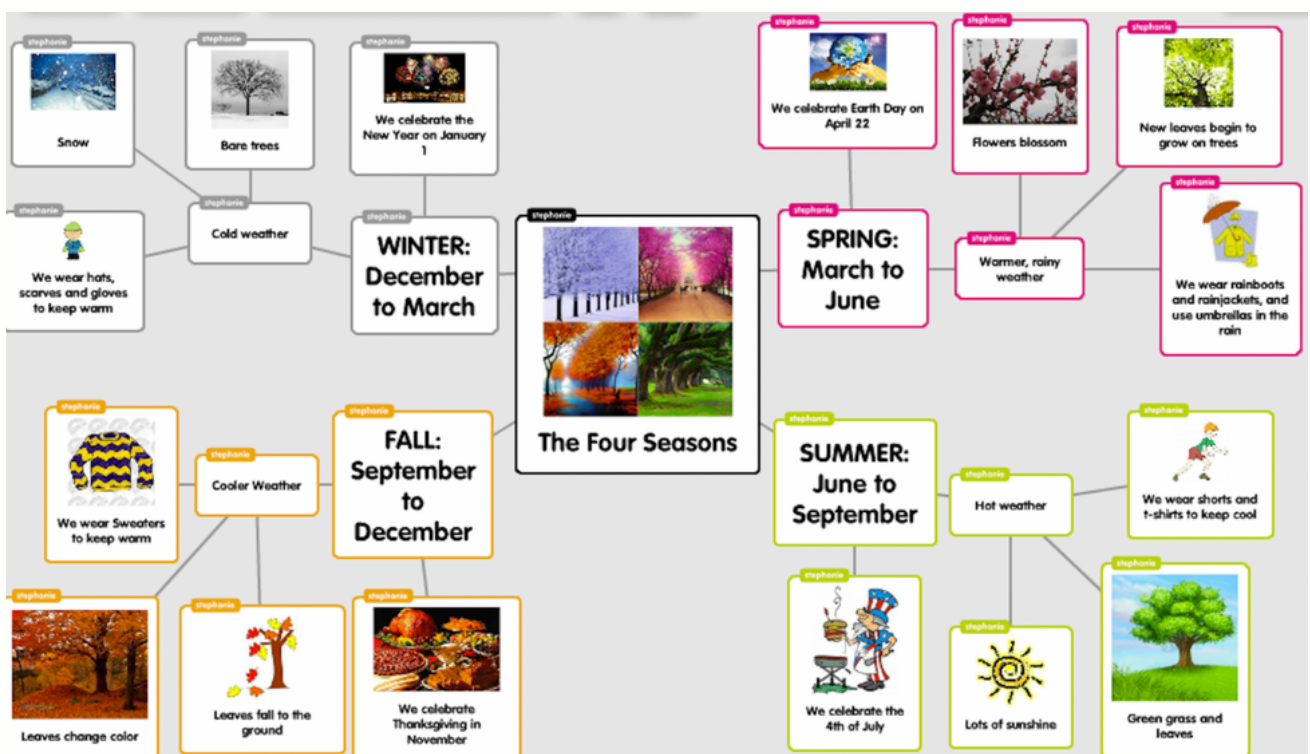 stephanie
Snow
stephanie
Bare trees
stephanie
We celebrate the
New Year on January
1
stephanie
We wear hats,
scarves and gloves
to keep warm
stephanie
Cold weather
stephanie
WINTER:
December
to March
stephanie
The Four Seasons
stephanie
We celebrate Earth Day on
April 22
stephanie
Flowers blossom
stephanie
New leaves begin to
grow on trees
stephanie
SPRING:
March to
June
stephanie
Warmer, rainy
weather
stephanie
We wear rainboots
and rainjackets, and
use umbrellas in the
rain
stephanie
We wear Sweaters
to keep warm
stephanie
Cooler Weather
stephanie
FALL:
September
to
December
stephanie
Leaves change color
stephanie
Leaves fall to the
ground
stephanie
We celebrate
Thanksgiving in
November
stephanie
SUMMER:
June to
September
stephanie
Hot weather
stephanie
We wear shorts and
t-shirts to keep cool
stephanie
We celebrate the
4th of July
stephanie
Lots of sunshine
stephanie
Green grass and
leaves